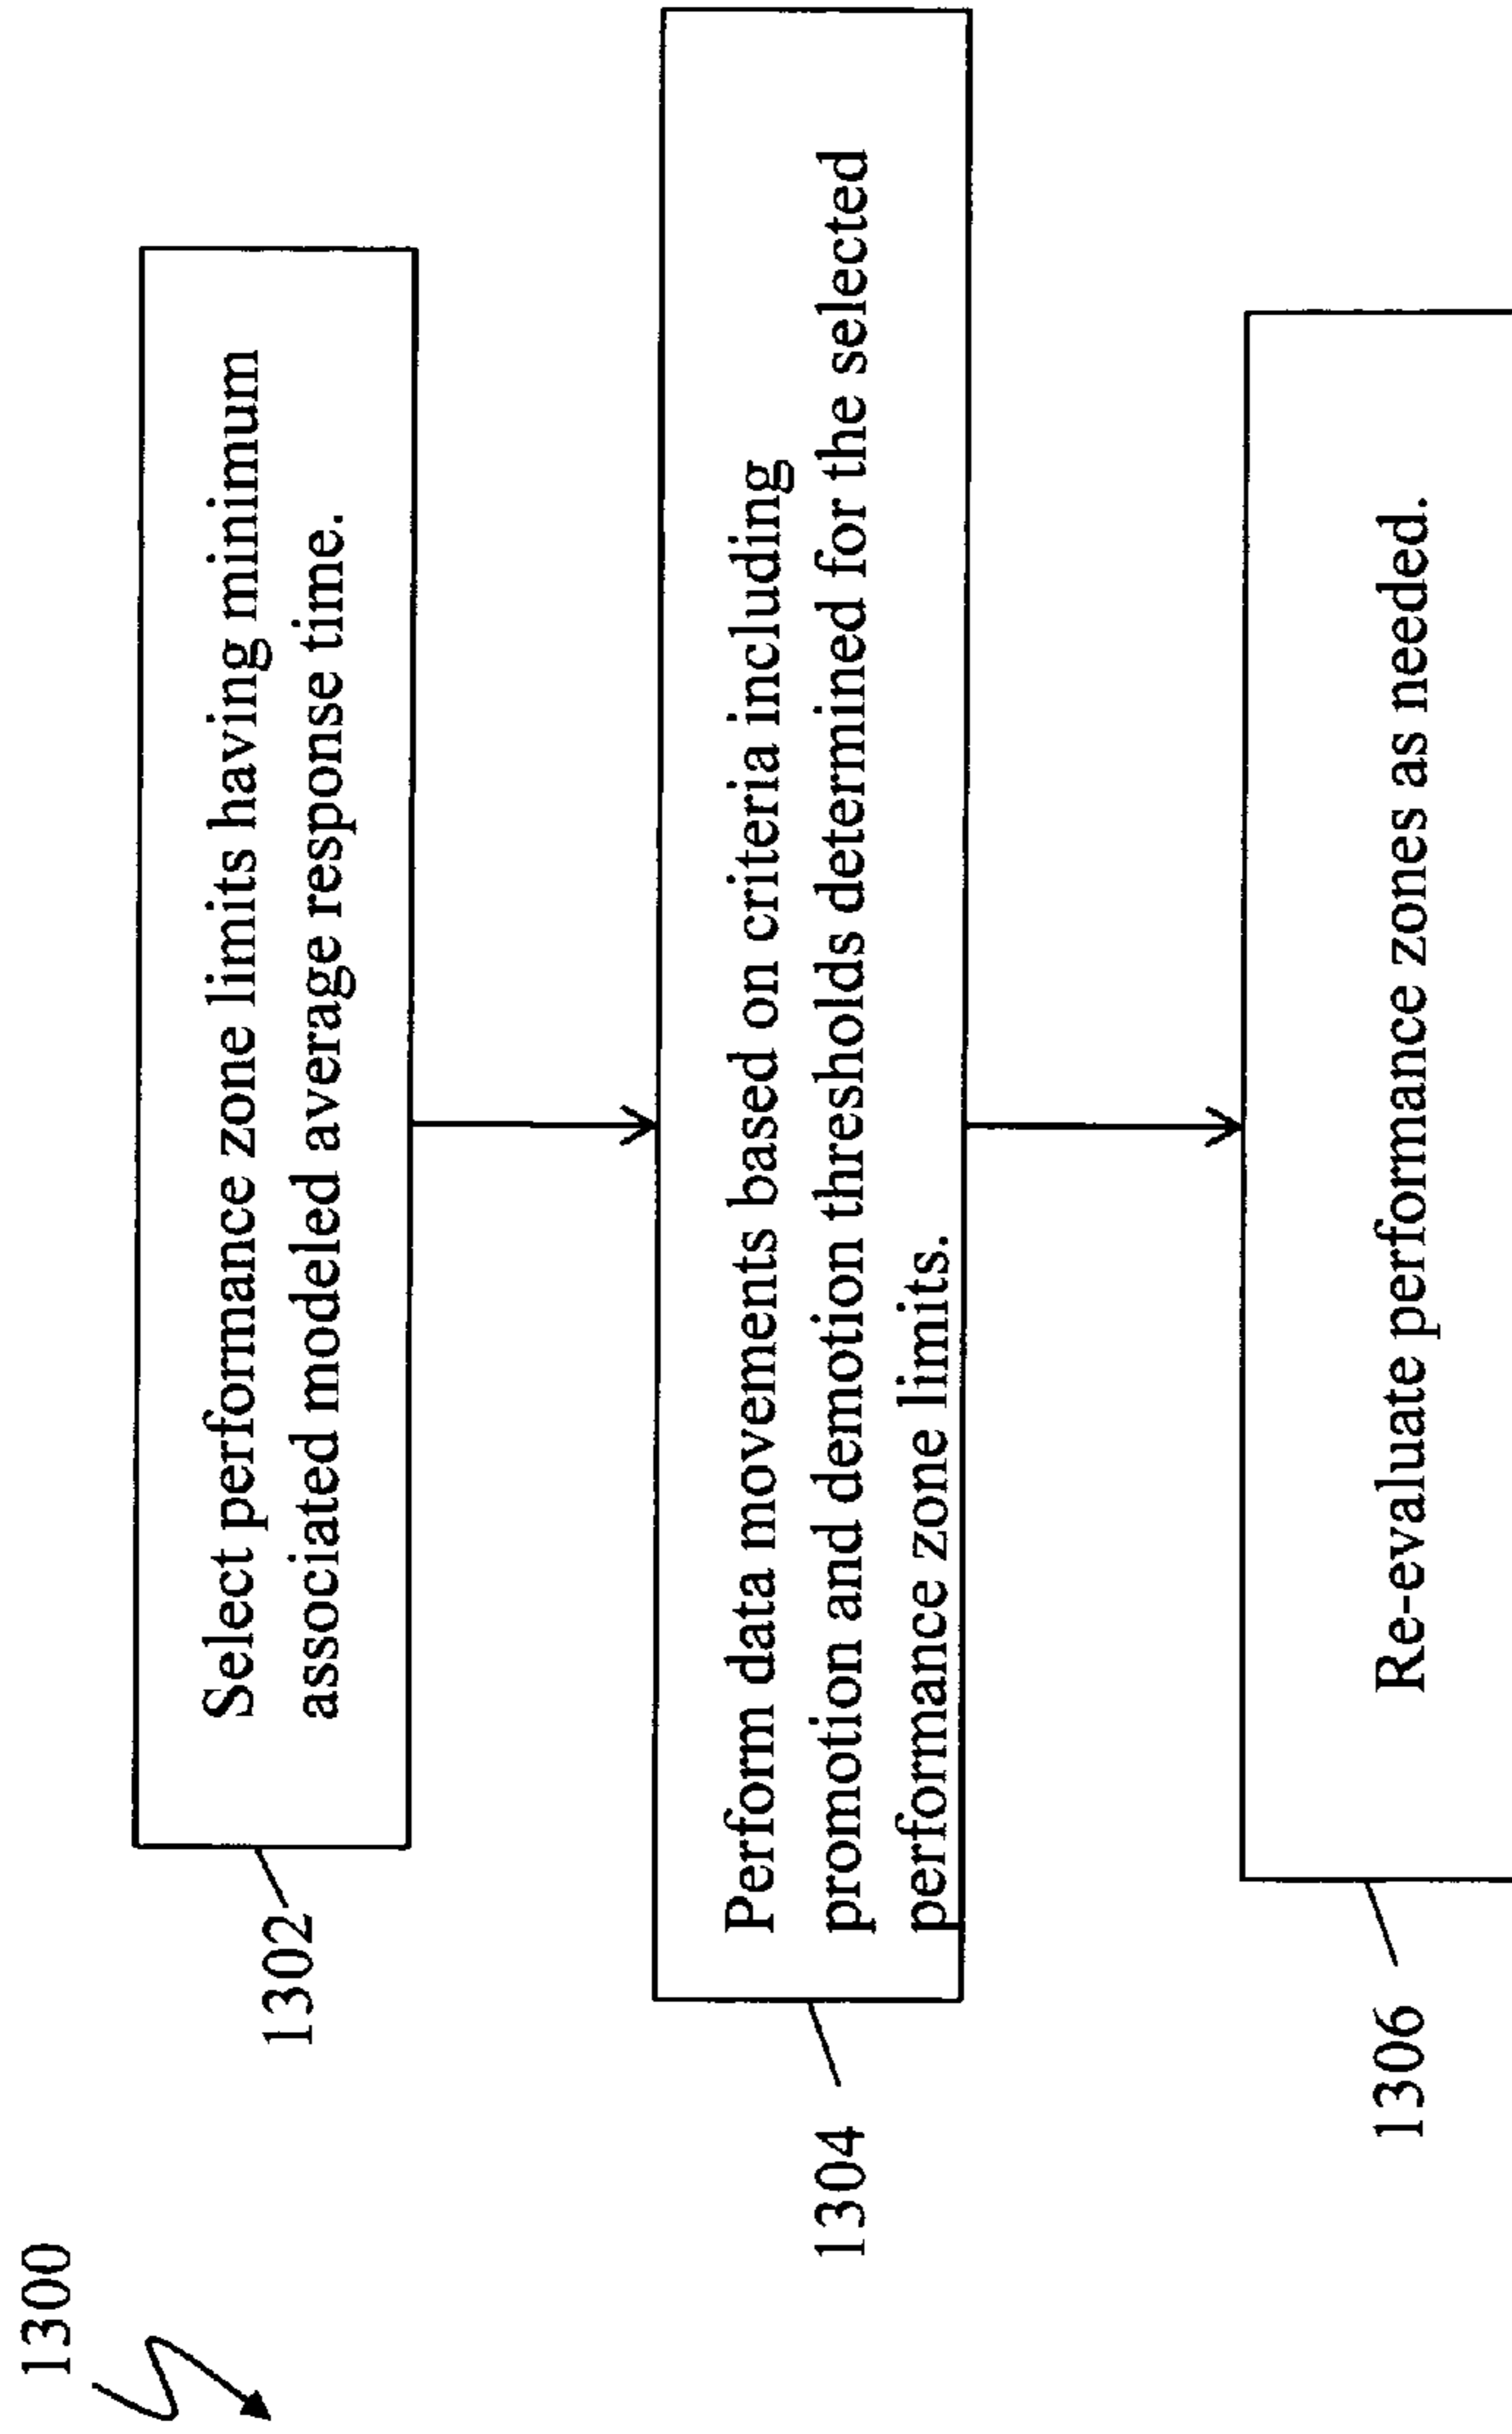 1300
1302
Select performance zone limits having minimum
associated modeled average response time.
1304
Perform data movements based on criteria including
promotion and demotion thresholds determined for the selected
performance zone limits.
1306
Re-evaluate performance zones as needed.